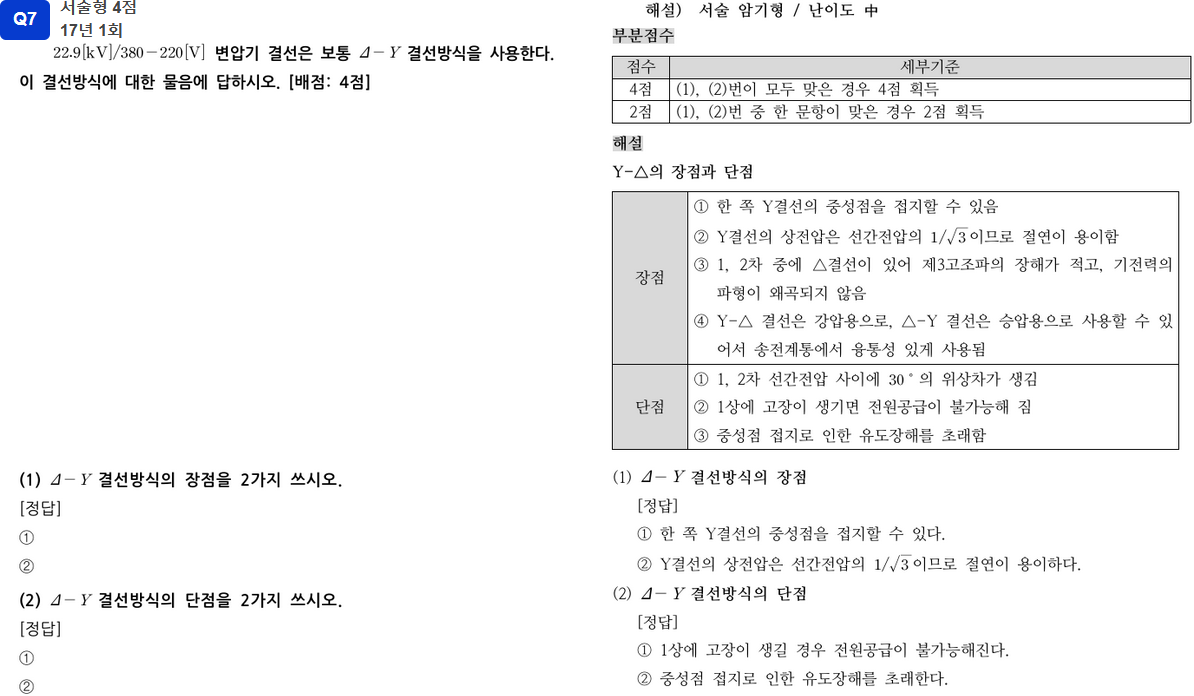 Q7
서술형 4점
17년 1회
22.9[kV]/380-220[V] 변압기 결선은 보통 Δ-Y 결선방식을 사용한다.
이 결선방식에 대한 물음에 답하시오. [배점: 4점]
(1) Δ-Y 결선방식의 장점을 2가지 쓰시오.
[정답]
①
②
(2) Δ-Y 결선방식의 단점을 2가지 쓰시오.
[정답]
①
②
해설) 서술 암기형 / 난이도 中
부분점수
점수 세부기준
4점 (1), (2)번이 모두 맞은 경우 4점 획득
2점 (1), (2)번 중 한 문항이 맞은 경우 2점 획득
해설
Y-△의 장점과 단점
장점
① 한 쪽 Y결선의 중성점을 접지할 수 있음
② Y결선의 상전압은 선간전압의 1/√3이므로 절연이 용이함
③ 1, 2차 중에 △결선이 있어 제3고조파의 장해가 적고, 기전력의
파형이 왜곡되지 않음
④ Y-△ 결선은 강압용으로, △-Y 결선은 승압용으로 사용할 수 있
어서 송전계통에서 융통성 있게 사용됨
단점
① 1, 2차 선간전압 사이에 30°의 위상차가 생김
② 1상에 고장이 생기면 전원공급이 불가능해 짐
③ 중성점 접지로 인한 유도장해를 초래함
(1) Δ-Y 결선방식의 장점
[정답]
① 한 쪽 Y결선의 중성점을 접지할 수 있다.
② Y결선의 상전압은 선간전압의 1/√3이므로 절연이 용이하다.
(2) Δ-Y 결선방식의 단점
[정답]
① 1상에 고장이 생길 경우 전원공급이 불가능해진다.
② 중성점 접지로 인한 유도장해를 초래한다.